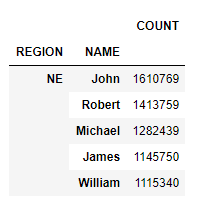 COUNT
REGION NAME
NE John 1610769
Robert 1413759
Michael 1282439
James 1145750
William 1115340